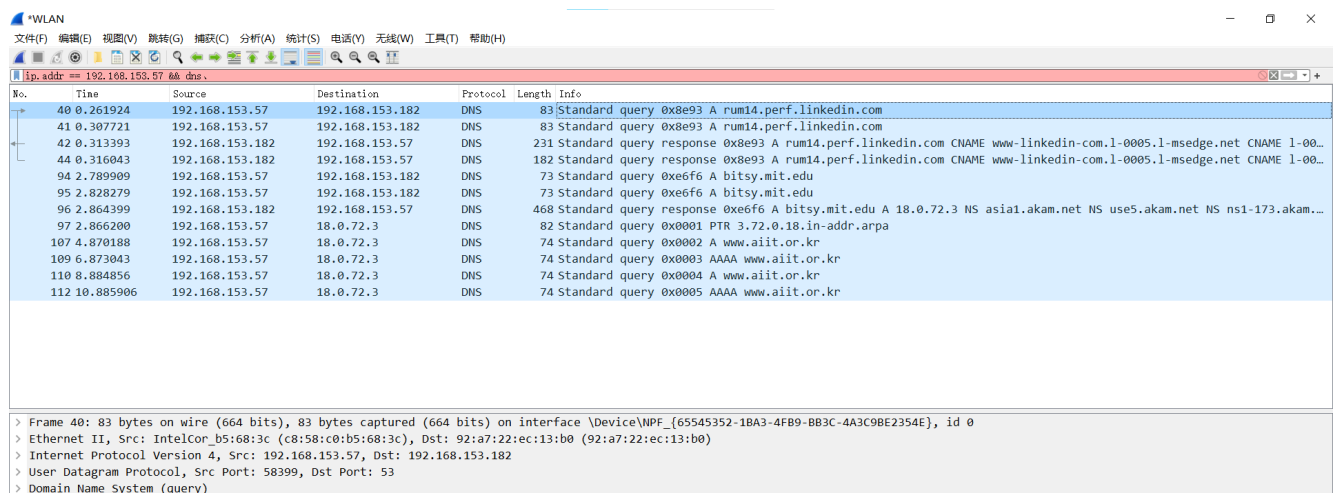 *WLAN
文件(F) 编辑(E) 视图(V) 跳转(G) 捕获(C) 分析(A) 统计(S) 电话(Y) 无线(W) 工具(T) 帮助(H)
ip.addr == 192.168.153.57 && dns、
No. Time Source Destination Protocol Length Info
40 0.261924 192.168.153.57 192.168.153.182 DNS 83 Standard query 0x8e93 A rum14.perf.linkedin.com
41 0.307721 192.168.153.57 192.168.153.182 DNS 83 Standard query 0x8e93 A rum14.perf.linkedin.com
42 0.313393 192.168.153.182 192.168.153.57 DNS 231 Standard query response 0x8e93 A rum14.perf.linkedin.com CNAME www-linkedin-com.l-0005.l-msedge.net CNAME l-00…
44 0.316043 192.168.153.182 192.168.153.57 DNS 182 Standard query response 0x8e93 A rum14.perf.linkedin.com CNAME www-linkedin-com.l-0005.l-msedge.net CNAME l-00…
94 2.789909 192.168.153.57 192.168.153.182 DNS 73 Standard query 0xe6f6 A bitsy.mit.edu
95 2.828279 192.168.153.57 192.168.153.182 DNS 73 Standard query 0xe6f6 A bitsy.mit.edu
96 2.864399 192.168.153.182 192.168.153.57 DNS 468 Standard query response 0xe6f6 A bitsy.mit.edu A 18.0.72.3 NS asia1.akam.net NS use5.akam.net NS ns1-173.akam.…
97 2.866200 192.168.153.57 18.0.72.3 DNS 82 Standard query 0x0001 PTR 3.72.0.18.in-addr.arpa
107 4.870188 192.168.153.57 18.0.72.3 DNS 74 Standard query 0x0002 A www.aiit.or.kr
109 6.873043 192.168.153.57 18.0.72.3 DNS 74 Standard query 0x0003 AAAA www.aiit.or.kr
110 8.884856 192.168.153.57 18.0.72.3 DNS 74 Standard query 0x0004 A www.aiit.or.kr
112 10.885906 192.168.153.57 18.0.72.3 DNS 74 Standard query 0x0005 AAAA www.aiit.or.kr
> Frame 40: 83 bytes on wire (664 bits), 83 bytes captured (664 bits) on interface \Device\NPF_{65545352-1BA3-4FB9-BB3C-4A3C9BE2354E}, id 0
> Ethernet II, Src: IntelCor_b5:68:3c (c8:58:c0:b5:68:3c), Dst: 92:a7:22:ec:13:b0 (92:a7:22:ec:13:b0)
> Internet Protocol Version 4, Src: 192.168.153.57, Dst: 192.168.153.182
> User Datagram Protocol, Src Port: 58399, Dst Port: 53
> Domain Name System (query)